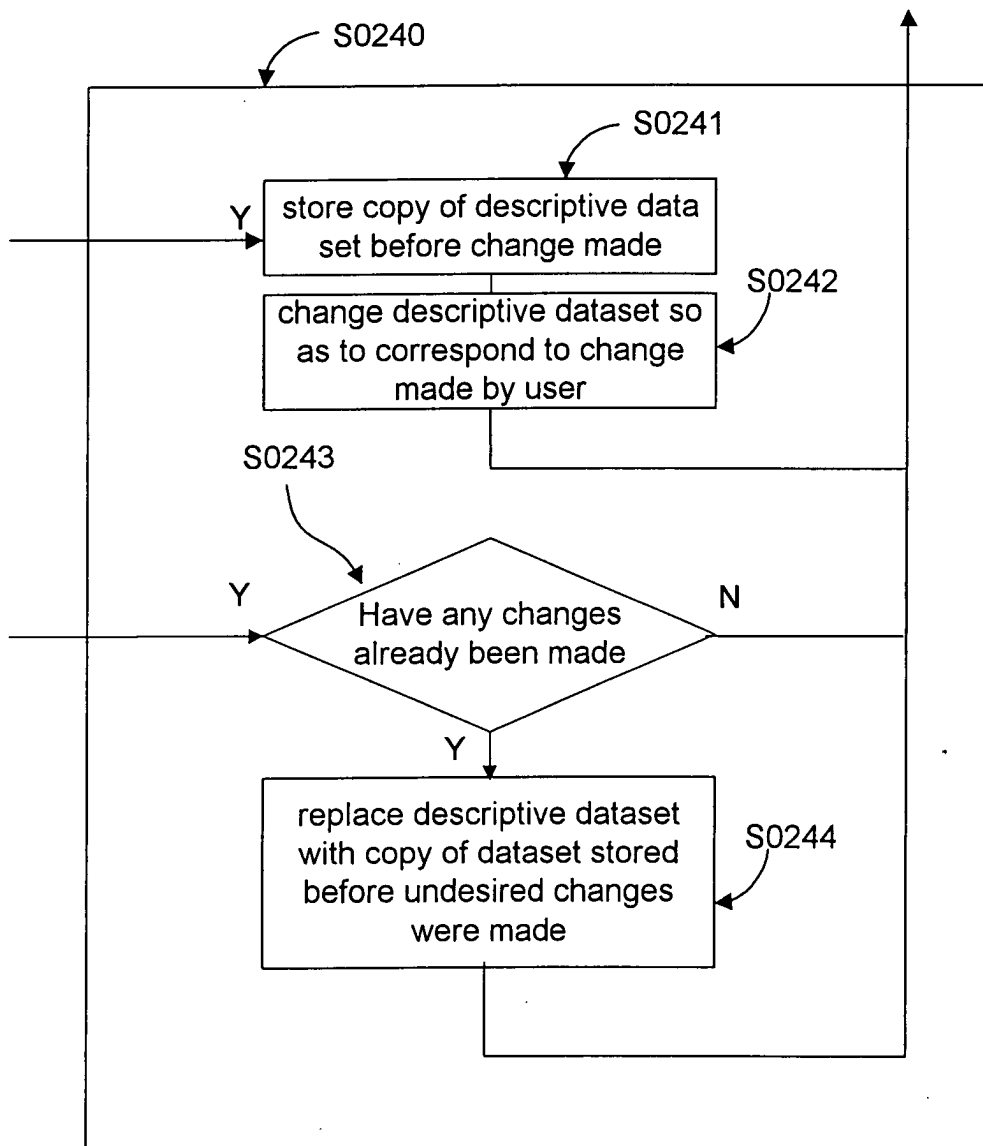 S0240
S0241
Y
store copy of descriptive data
set before change made
S0242
change descriptive dataset so
as to correspond to change
made by user
S0243
Y
N
Have any changes
already been made
Y
replace descriptive dataset
with copy of dataset stored
before undesired changes
were made
S0244